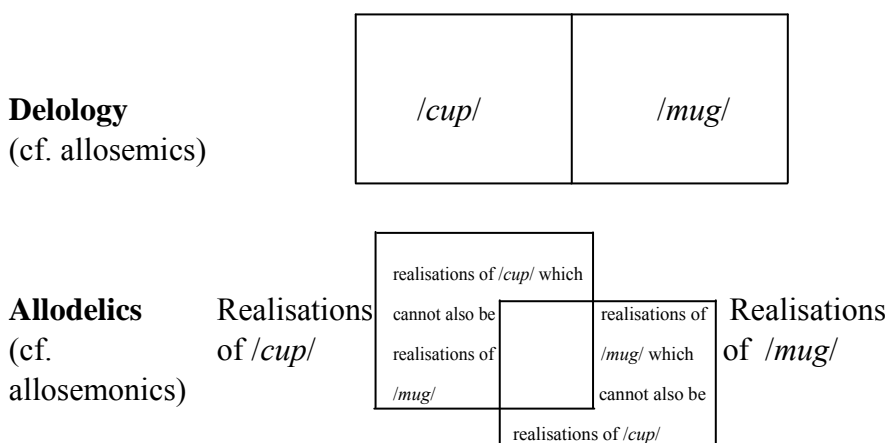 /cup/ /mug/
Delology
(cf. allosemics)
realisations of /cup/ which
Allodelics Realisations cannot also be realisations of Realisations
(cf. of /cup/ realisations of /mug/ which of /mug/
allosemonics) /mug/ cannot also be
realisations of /cup/